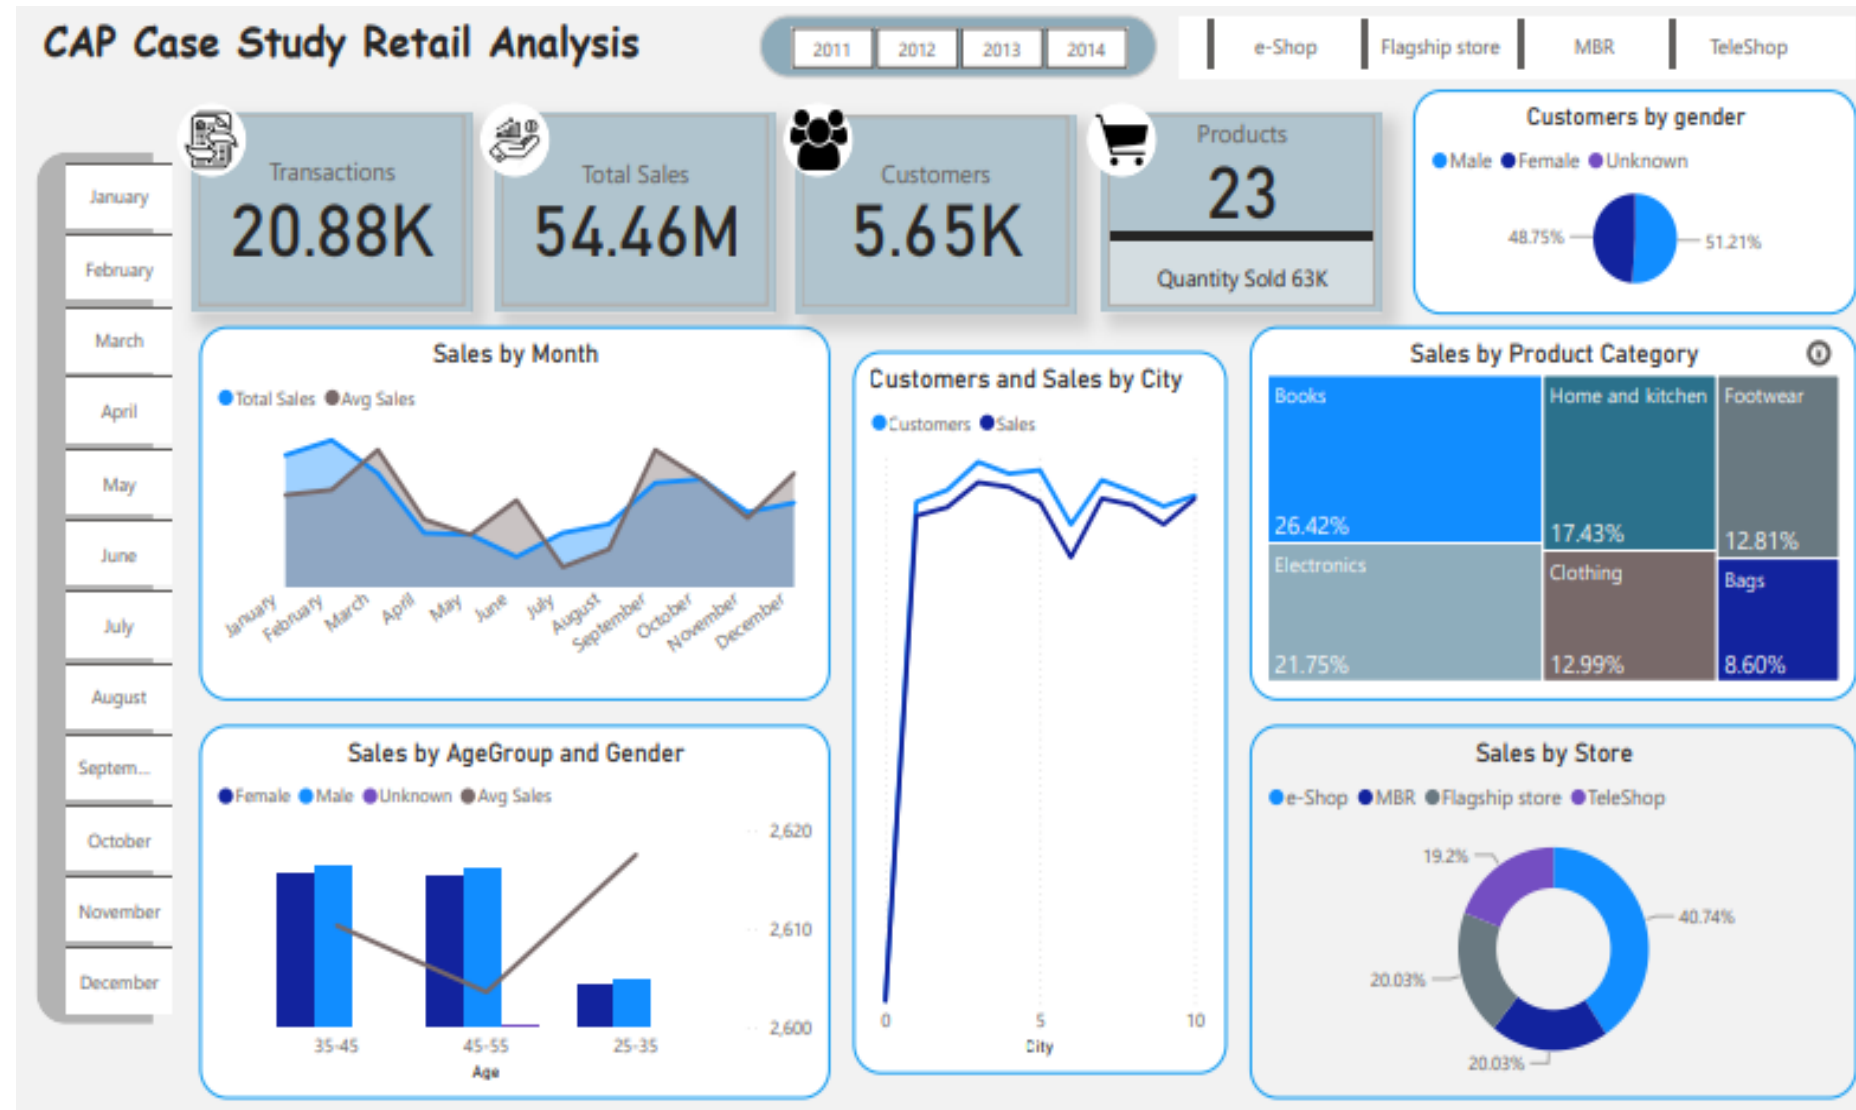 CAP Case Study Retail Analysis
2011 2012 2013 2014
e-Shop Flagship store MBR TeleShop
January
February
March
April
May
June
July
August
Septem...
October
November
December
Transactions
20.88K
Total Sales
54.46M
Customers
5.65K
Products
23
Quantity Sold 63K
Customers by gender
Male Female Unknown
48.75%
51.21%
Sales by Month
Total Sales Avg Sales
January February March April May June July August September October November December
Customers and Sales by City
Customers Sales
0 5 10
City
Sales by Product Category
Books
26.42%
Electronics
21.75%
Home and kitchen
17.43%
Clothing
12.99%
Footwear
12.81%
Bags
8.60%
Sales by AgeGroup and Gender
Female Male Unknown Avg Sales
2,620
2,610
2,600
35-45 45-55 25-35
Age
Sales by Store
e-Shop MBR Flagship store TeleShop
19.2%
40.74%
20.03%
20.03%